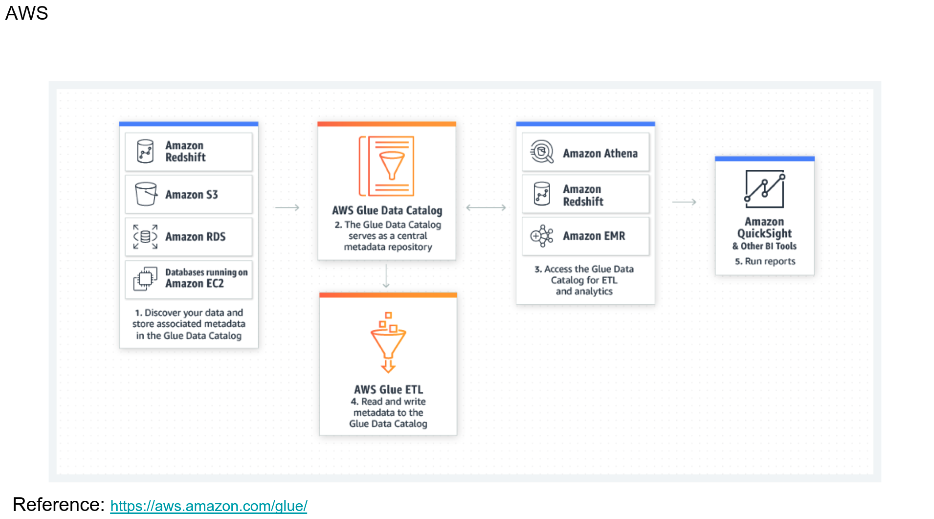 AWS
Amazon
Redshift
Amazon S3
Amazon RDS
Databases running on
Amazon EC2
1. Discover your data and
store associated metadata
in the Glue Data Catalog
AWS Glue Data Catalog
2. The Glue Data Catalog
serves as a central
metadata repository
AWS Glue ETL
4. Read and write
metadata to the
Glue Data Catalog
Amazon Athena
Amazon
Redshift
Amazon EMR
3. Access the Glue Data
Catalog for ETL
and analytics
Amazon
QuickSight
& Other BI Tools
5. Run reports
Reference: https://aws.amazon.com/glue/